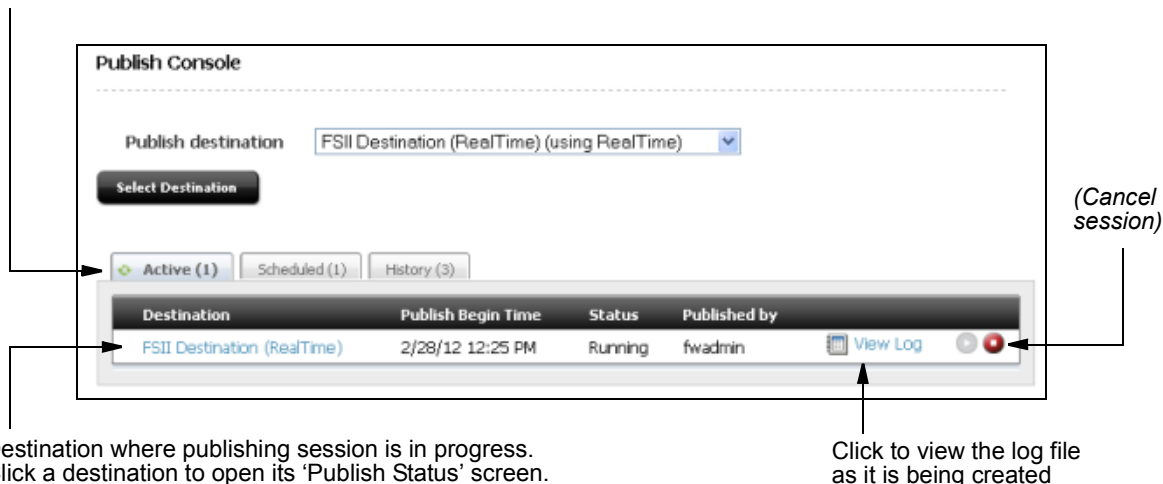 Publish Console
Publish destination FSII Destination (RealTime) (using RealTime)
Select Destination
(Cancel
session)
Active (1) Scheduled (1) History (3)
Destination Publish Begin Time Status Published by
FSII Destination (RealTime) 2/28/12 12:25 PM Running fwadmin View Log
estination where publishing session is in progress.
lick a destination to open its ‘Publish Status’ screen.
Click to view the log file
as it is being created